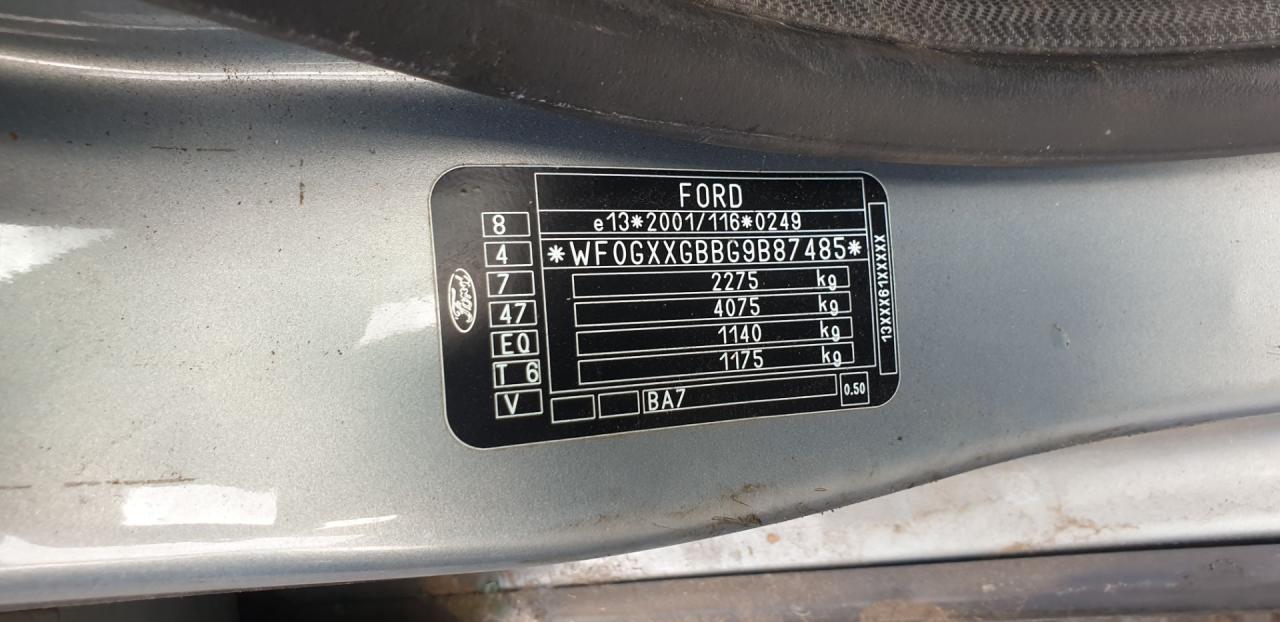 FORD
8 e13*2001/116*0249
4 *WF0GXXGBBG9B87485*
7 2275 kg
47 4075 kg
EQ 1140 kg
T 6 1175 kg
V BA7 0.50
13XXX61XXXXX
Ford